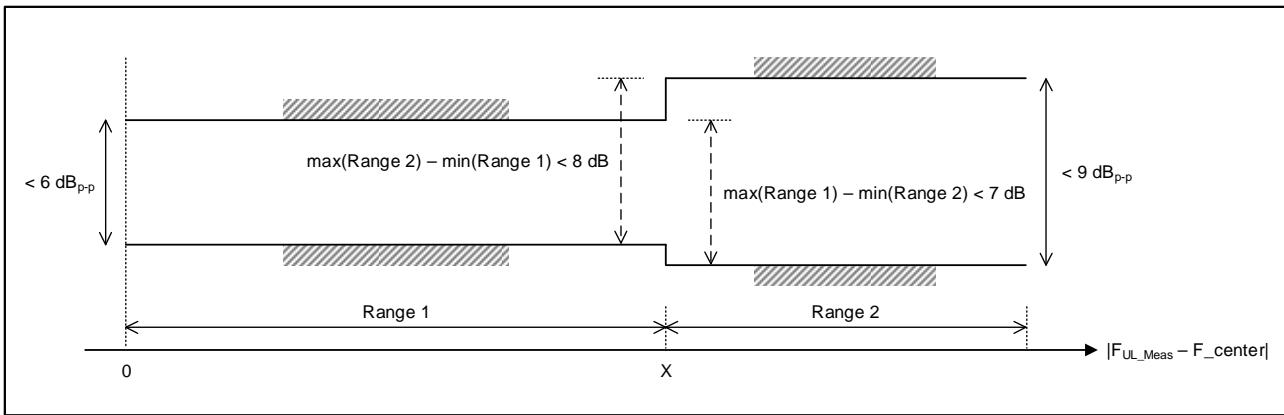 max(Range 2) – min(Range 1) < 8 dB
< 6 dBp-p
< 9 dBp-p
max(Range 1) – min(Range 2) < 7 dB
Range 1
Range 2
|FUL_Meas – F_center|
0
X